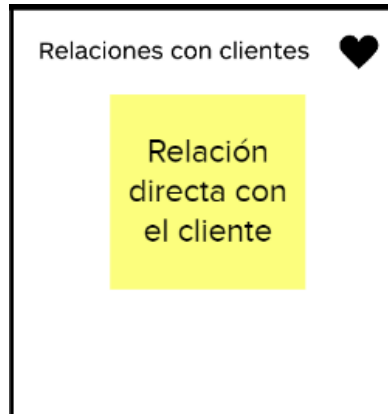 Relaciones con clientes
Relación
directa con
el cliente